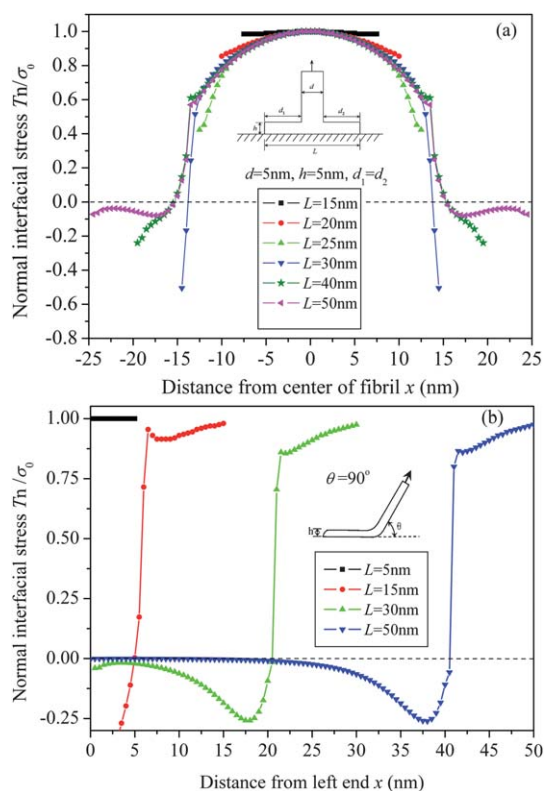 (a)
Normal interfacial stress Tn/σ₀
1.0
0.8
0.6
0.4
0.2
0.0
-0.2
-0.4
-0.6
-0.8
d
d₁
d₂
h
L
d=5nm, h=5nm, d₁=d₂
L=15nm
L=20nm
L=25nm
L=30nm
L=40nm
L=50nm
-25 -20 -15 -10 -5 0 5 10 15 20 25
Distance from center of fibril x (nm)
(b)
Normal interfacial stress Tn/σ₀
1.00
0.75
0.50
0.25
0.00
-0.25
θ=90°
h
θ
L=5nm
L=15nm
L=30nm
L=50nm
0 5 10 15 20 25 30 35 40 45 50
Distance from left end x (nm)